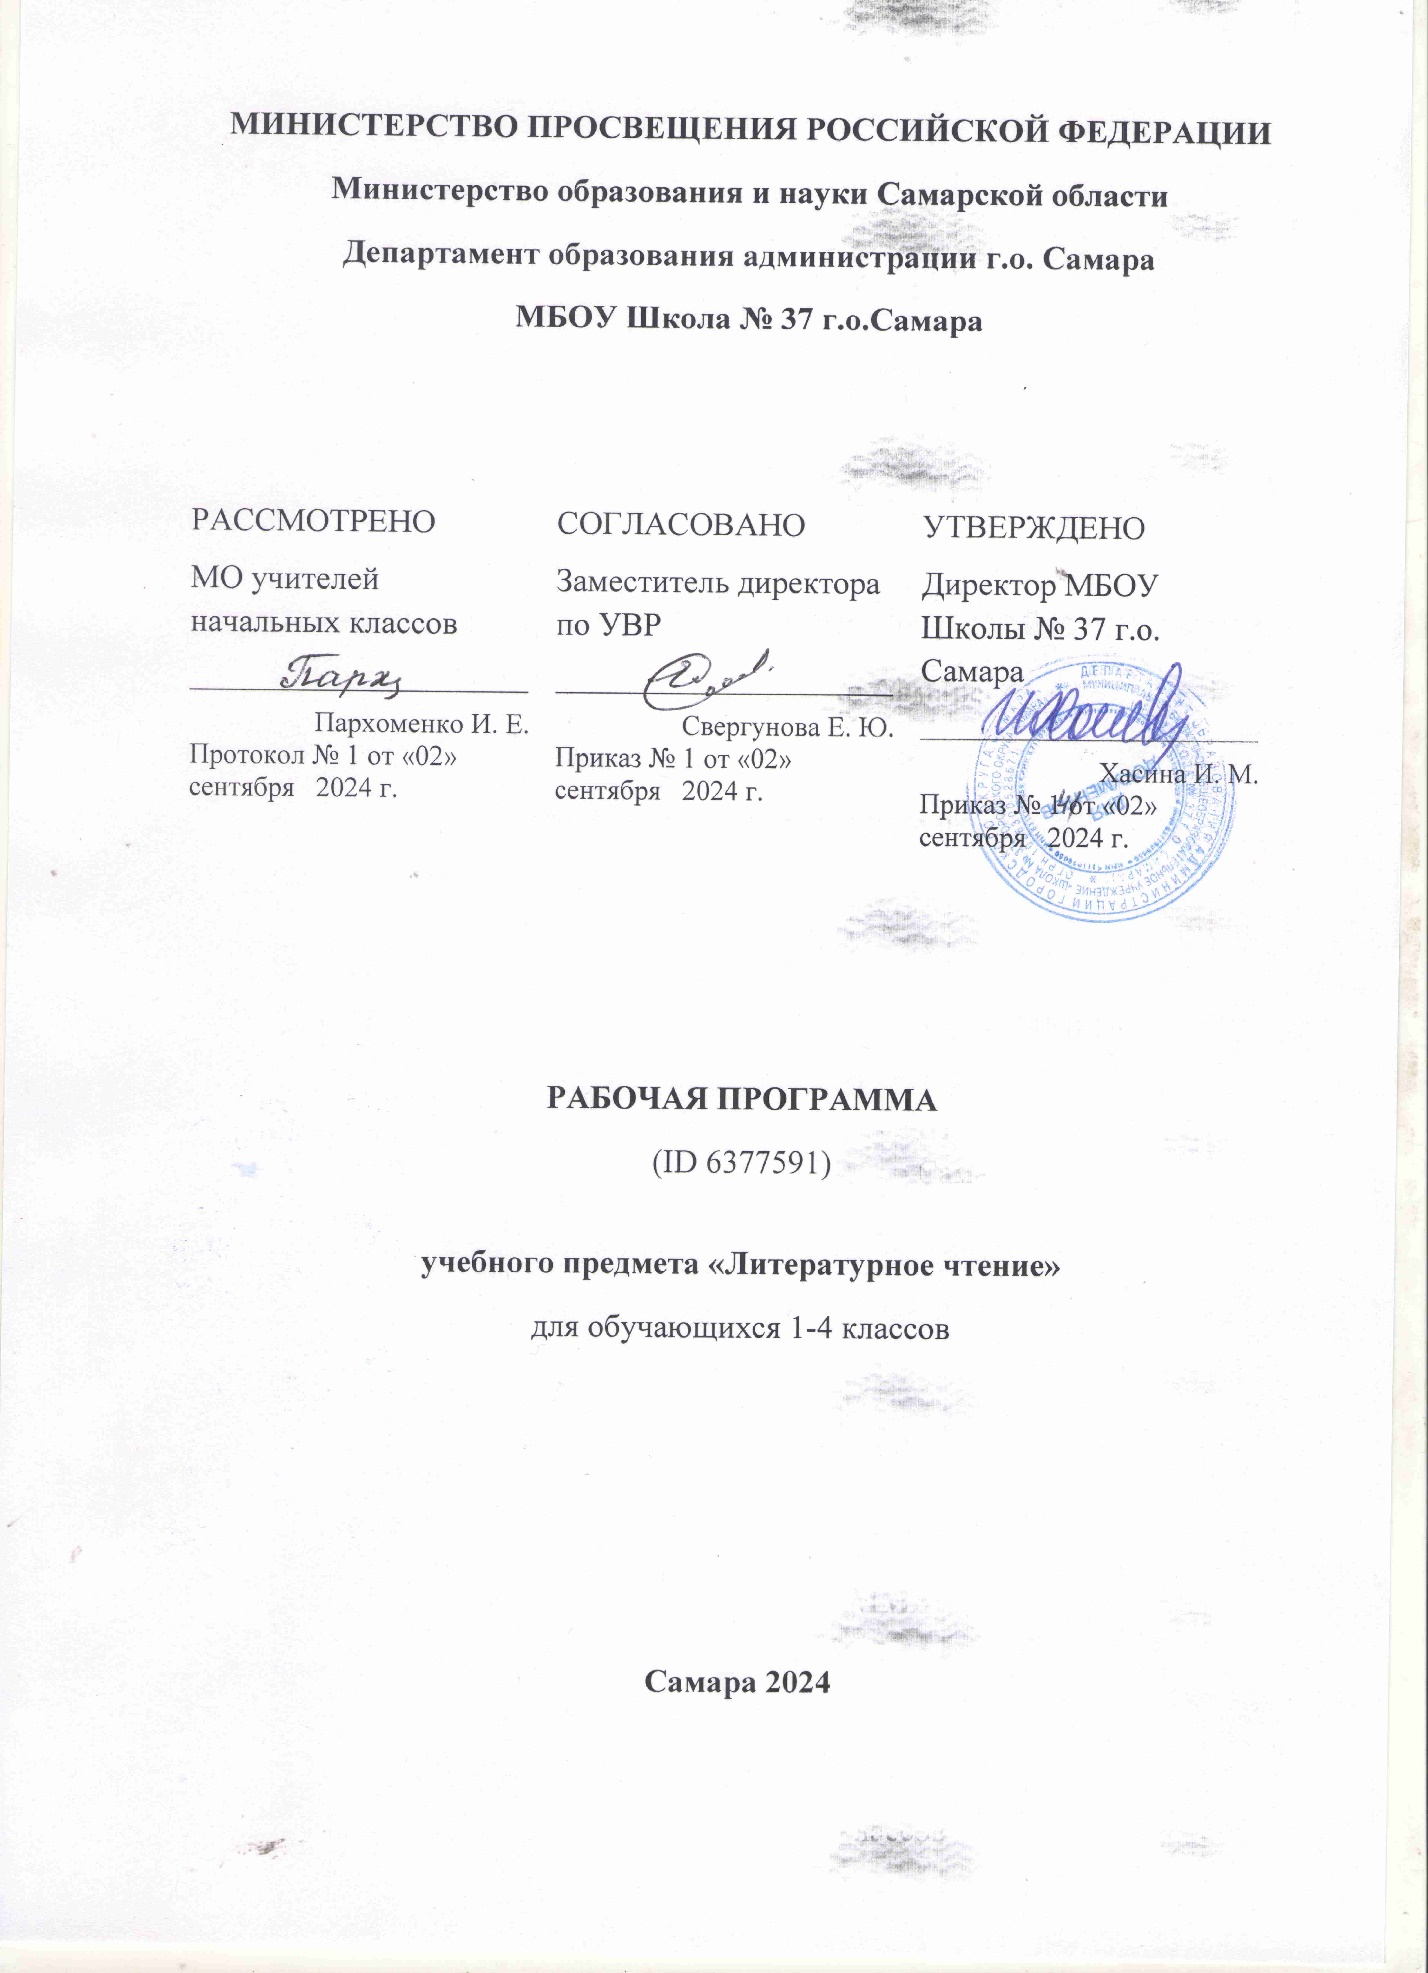 МИНИСТЕРСТВО ПРОСВЕЩЕНИЯ РОССИЙСКОЙ ФЕДЕРАЦИИ
Министерство образования и науки Самарской области
Департамент образования администрации г.о. Самара
МБОУ Школа № 37 г.о.Самара
РАССМОТРЕНО
МО учителей
начальных классов
Парх
Пархоменко И. Е.
Протокол № 1 от «02»
сентября 2024 г.
СОГЛАСОВАНО
Заместитель директора
по УВР
Свергунова Е. Ю.
Приказ № 1 от «02»
сентября 2024 г.
УТВЕРЖДЕНО
Директор МБОУ
Школы № 37 г.о.
Самара
Хасина И. М.
Приказ № 1 от «02»
сентября 2024 г.
РАБОЧАЯ ПРОГРАММА
(ID 6377591)
учебного предмета «Литературное чтение»
для обучающихся 1-4 классов
Самара 2024